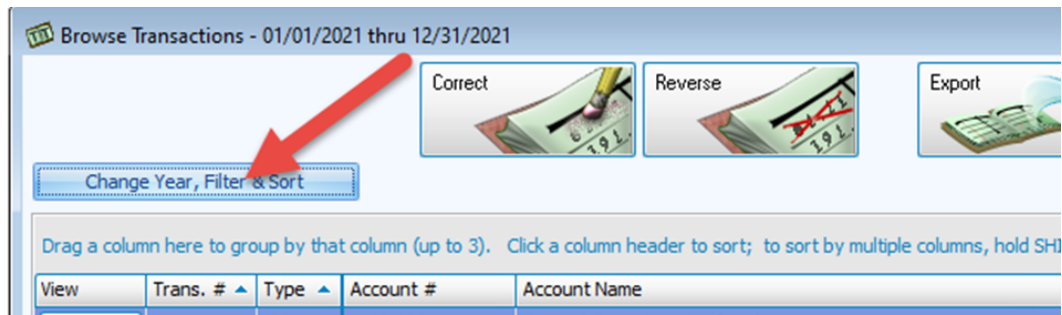 Browse Transactions - 01/01/2021 thru 12/31/2021
Correct
Reverse
Export
Change Year, Filter & Sort
Drag a column here to group by that column (up to 3). Click a column header to sort; to sort by multiple columns, hold SHI
View
Trans. #
Type
Account #
Account Name